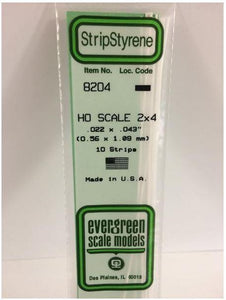 StripStyrene
Item No. Loc. Code
8204
HO SCALE 2x4
.022 x .043"
(0.56 x 1.09 mm)
10 Strips
Made in U.S.A.
evergreen
scale models
Des Plaines, IL 60018